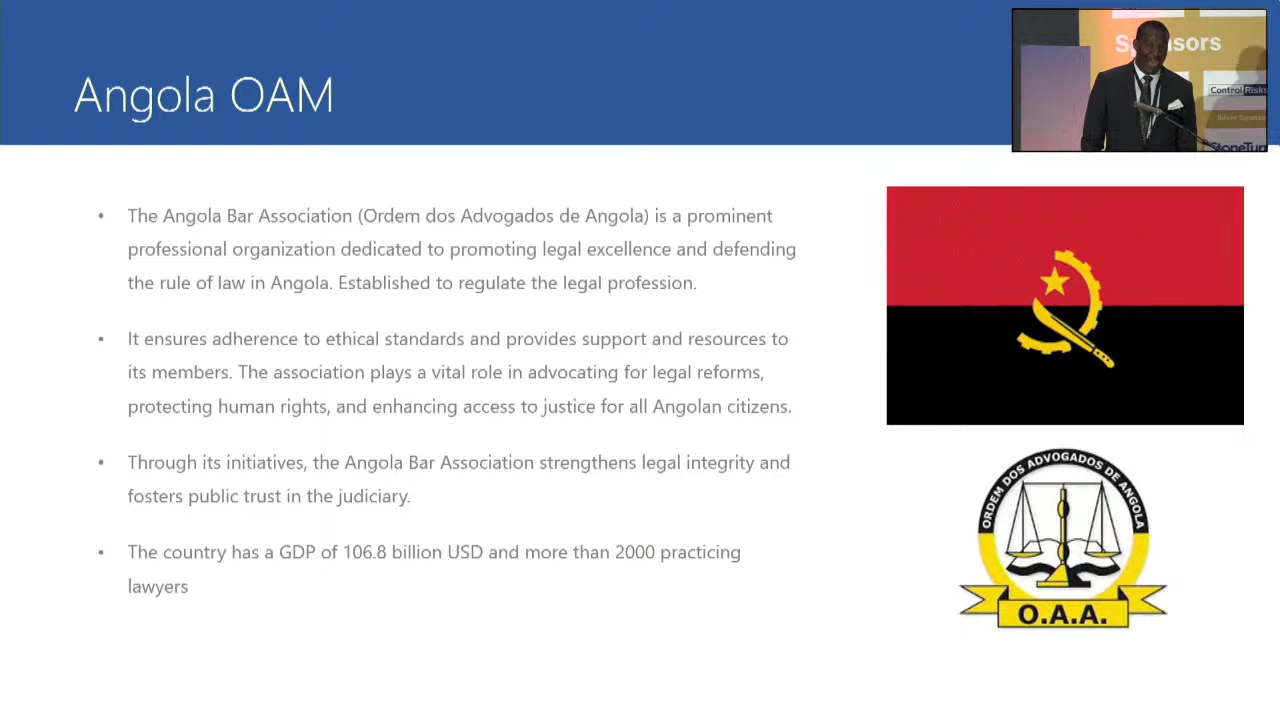 Angola OAM
Sponsors
Control Risks
Silver Sponsor
StoneTur
• The Angola Bar Association (Ordem dos Advogados de Angola) is a prominent
professional organization dedicated to promoting legal excellence and defending
the rule of law in Angola. Established to regulate the legal profession.
• It ensures adherence to ethical standards and provides support and resources to
its members. The association plays a vital role in advocating for legal reforms,
protecting human rights, and enhancing access to justice for all Angolan citizens.
• Through its initiatives, the Angola Bar Association strengthens legal integrity and
fosters public trust in the judiciary.
• The country has a GDP of 106.8 billion USD and more than 2000 practicing
lawyers
ORDEM DOS ADVOGADOS DE ANGOLA
O.A.A.